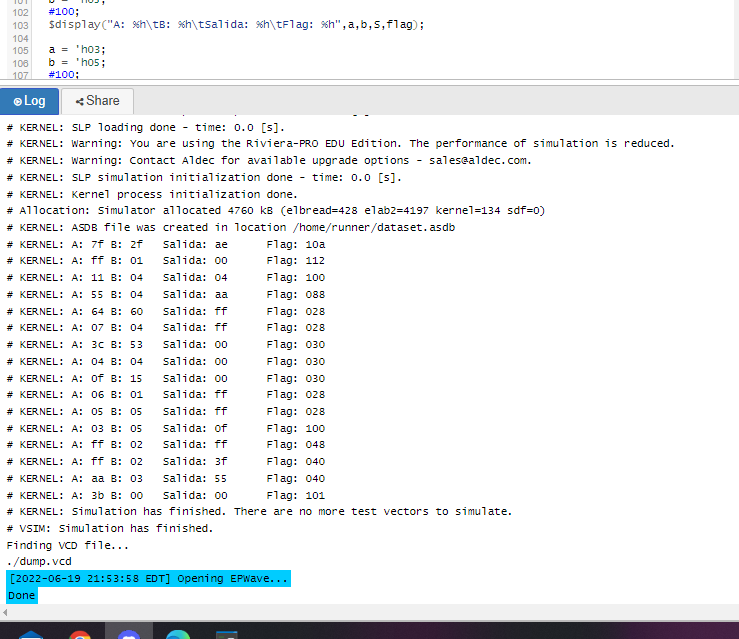 101
102 #100;
103 $display("A: %h\tB: %h\tSalida: %h\tFlag: %h",a,b,S,flag);
104
105 a = 'h03;
106 b = 'h05;
107 #100;
Log Share
# KERNEL: SLP loading done - time: 0.0 [s].
# KERNEL: Warning: You are using the Riviera-PRO EDU Edition. The performance of simulation is reduced.
# KERNEL: Warning: Contact Aldec for available upgrade options - sales@aldec.com.
# KERNEL: SLP simulation initialization done - time: 0.0 [s].
# KERNEL: Kernel process initialization done.
# Allocation: Simulator allocated 4760 kB (elbread=428 elab2=4197 kernel=134 sdf=0)
# KERNEL: ASDB file was created in location /home/runner/dataset.asdb
# KERNEL: A: 7f B: 2f Salida: ae Flag: 10a
# KERNEL: A: ff B: 01 Salida: 00 Flag: 112
# KERNEL: A: 11 B: 04 Salida: 04 Flag: 100
# KERNEL: A: 55 B: 04 Salida: aa Flag: 088
# KERNEL: A: 64 B: 60 Salida: ff Flag: 028
# KERNEL: A: 07 B: 04 Salida: ff Flag: 028
# KERNEL: A: 3c B: 53 Salida: 00 Flag: 030
# KERNEL: A: 04 B: 04 Salida: 00 Flag: 030
# KERNEL: A: 0f B: 15 Salida: 00 Flag: 030
# KERNEL: A: 06 B: 01 Salida: ff Flag: 028
# KERNEL: A: 05 B: 05 Salida: ff Flag: 028
# KERNEL: A: 03 B: 05 Salida: 0f Flag: 100
# KERNEL: A: ff B: 02 Salida: ff Flag: 048
# KERNEL: A: ff B: 02 Salida: 3f Flag: 040
# KERNEL: A: aa B: 03 Salida: 55 Flag: 040
# KERNEL: A: 3b B: 00 Salida: 00 Flag: 101
# KERNEL: Simulation has finished. There are no more test vectors to simulate.
# VSIM: Simulation has finished.
Finding VCD file...
./dump.vcd
[2022-06-19 21:53:58 EDT] Opening EPWave...
Done